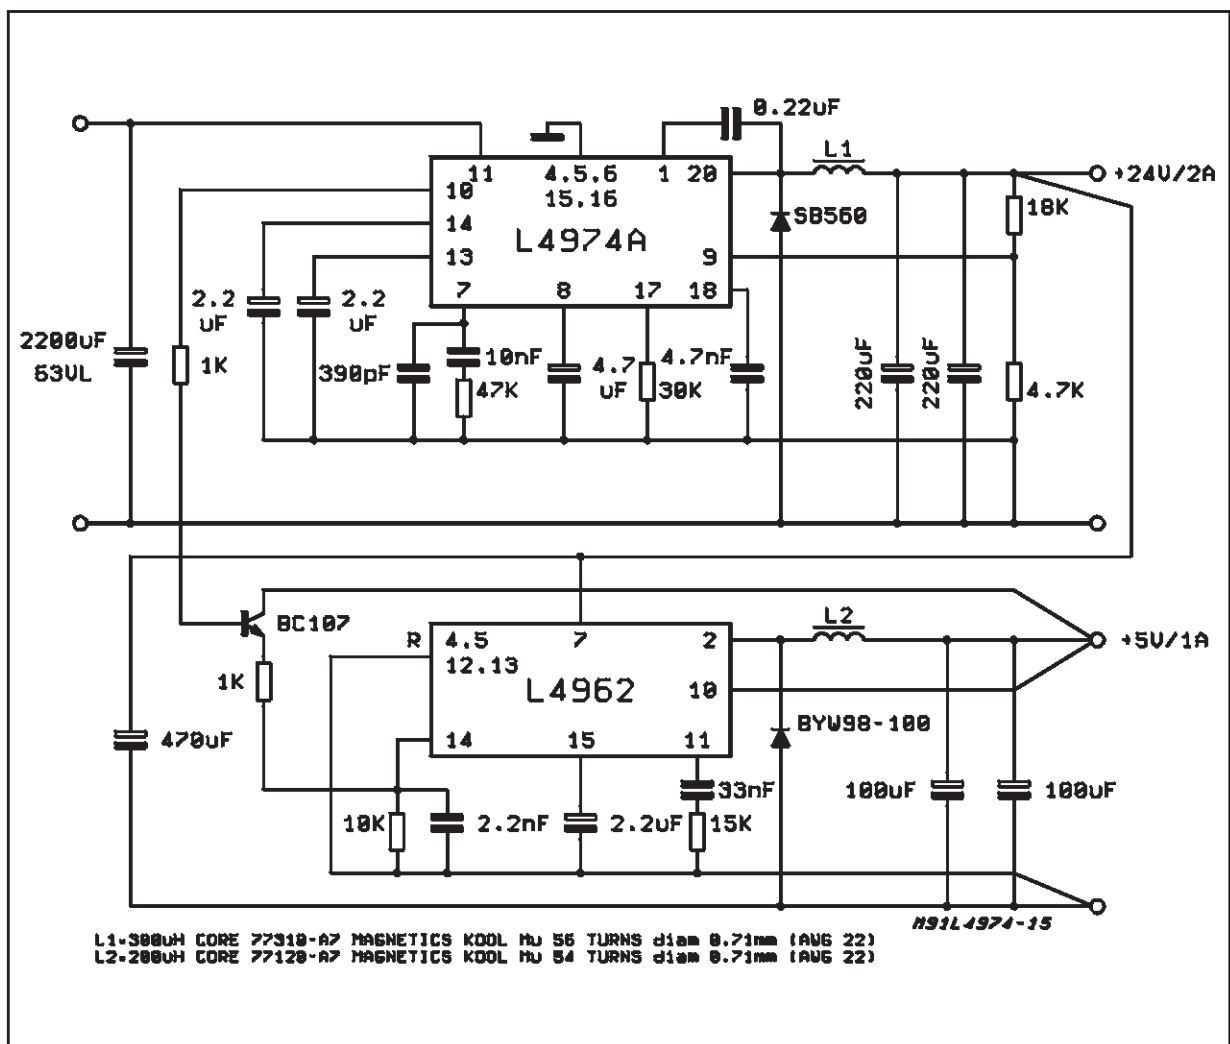 0.22uF
L1
+24V/2A
11
4.5.6
1
20
15.16
10
14
L4974A
SB560
18K
13
9
7
8
17
18
2.2
uF
2.2
uF
2200uF
63VL
1K
390pF
10nF
47K
4.7
uF
30K
4.7nF
220uF
220uF
4.7K
BC107
R
4.5
12.13
7
2
L2
+5V/1A
1K
L4962
10
BYW98-100
470uF
14
15
11
33nF
100uF
100uF
10K
2.2nF
2.2uF
15K
M91L4974-15
L1=300uH CORE 77310-A7 MAGNETICS KOOL Mu 56 TURNS diam 0.71mm (AWG 22)
L2=200uH CORE 77120-A7 MAGNETICS KOOL Mu 54 TURNS diam 0.71mm (AWG 22)